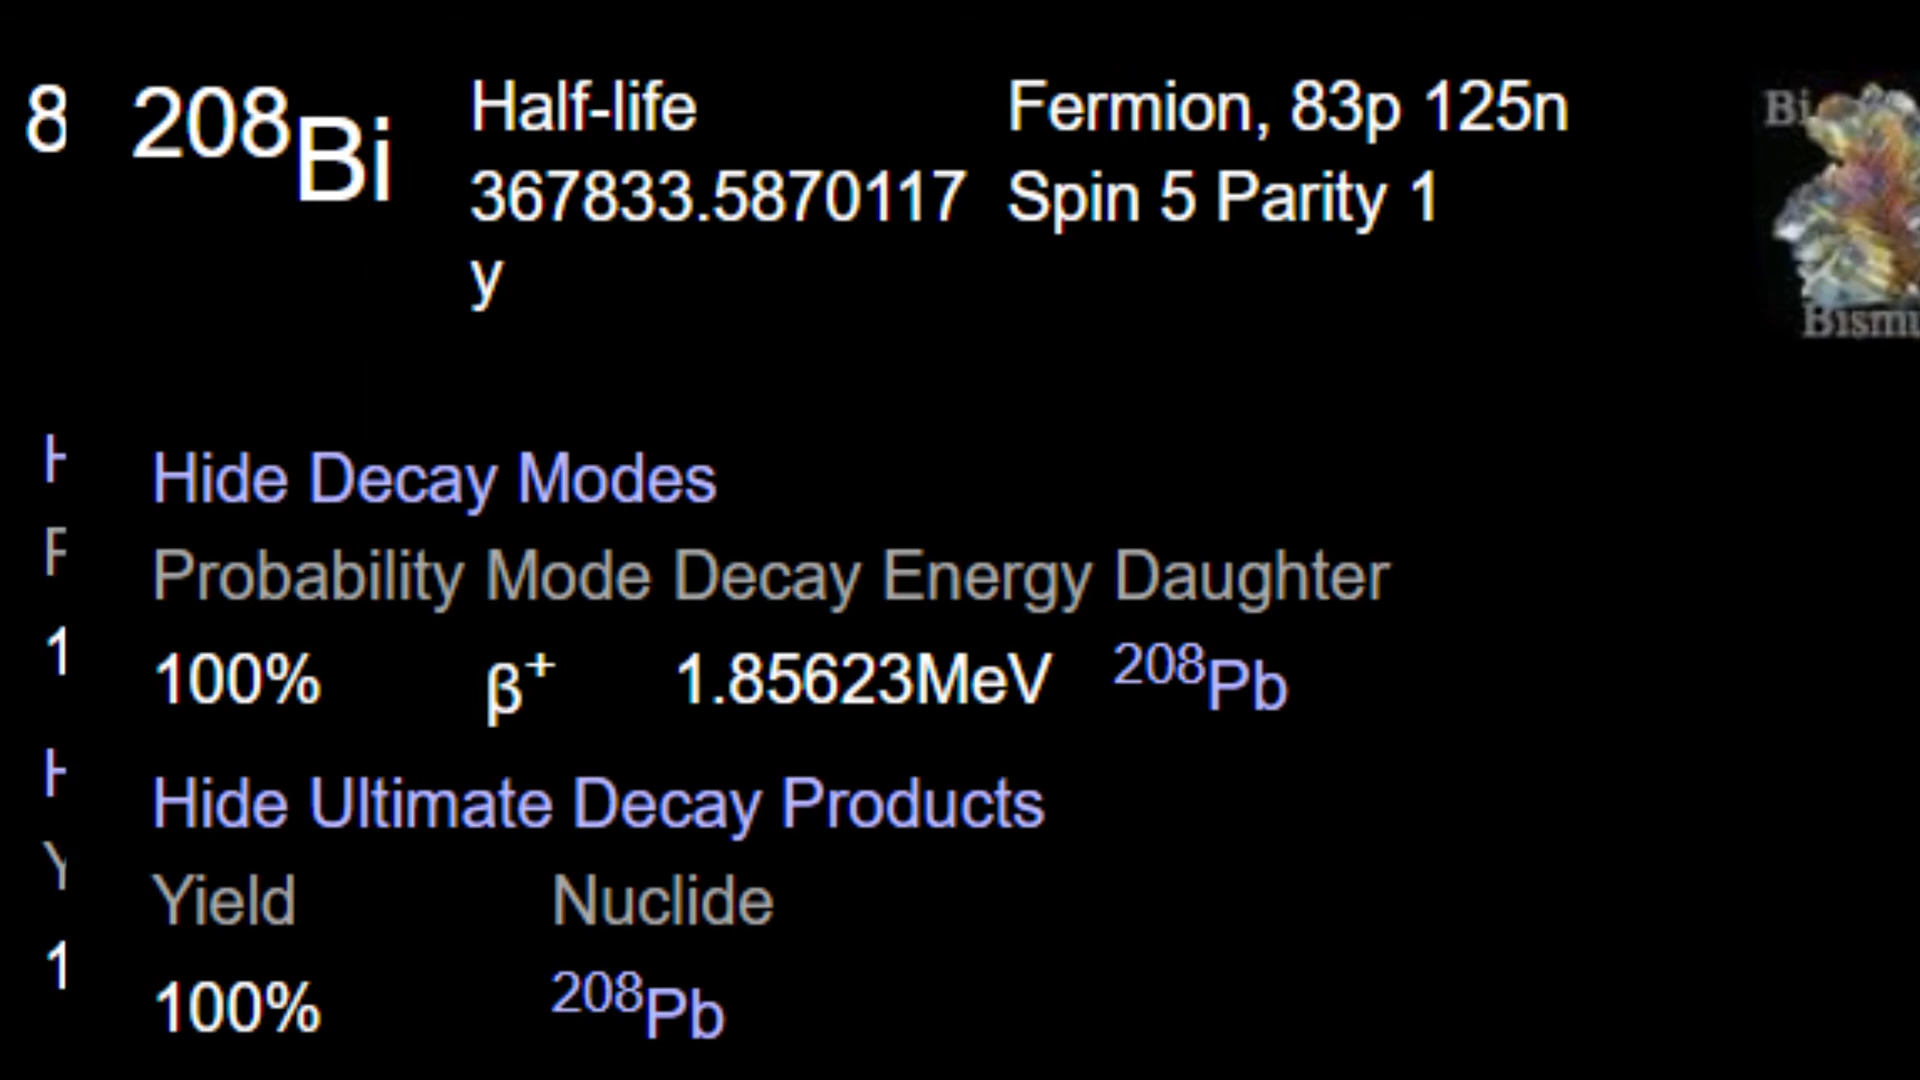 8 208Bi Half-life Fermion, 83p 125n Bi
367833.5870117 Spin 5 Parity 1
y
Hide Decay Modes
Probability Mode Decay Energy Daughter
100% β+ 1.85623MeV 208Pb
Hide Ultimate Decay Products
Yield Nuclide
100% 208Pb